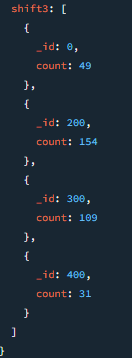 shift3: [
{
_id: 0,
count: 49
},
{
_id: 200,
count: 154
},
{
_id: 300,
count: 109
},
{
_id: 400,
count: 31
}
]
}